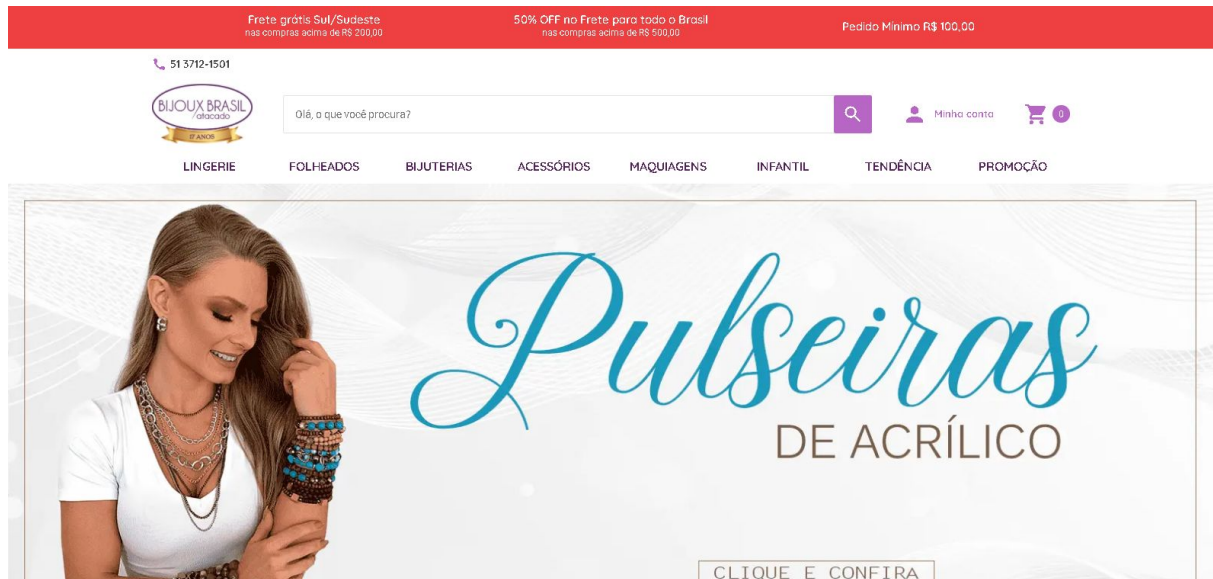 Frete grátis Sul/Sudeste
nas compras acima de R$ 200,00
50% OFF no Frete para todo o Brasil
nas compras acima de R$ 500,00
Pedido Mínimo R$ 100,00
51 3712-1501
BIJOUX BRASIL
atacado
17 ANOS
Olá, o que você procura?
Minha conta
0
LINGERIE FOLHEADOS BIJUTERIAS ACESSÓRIOS MAQUIAGENS INFANTIL TENDÊNCIA PROMOÇÃO
Pulseiras
DE ACRÍLICO
CLIQUE E CONFIRA